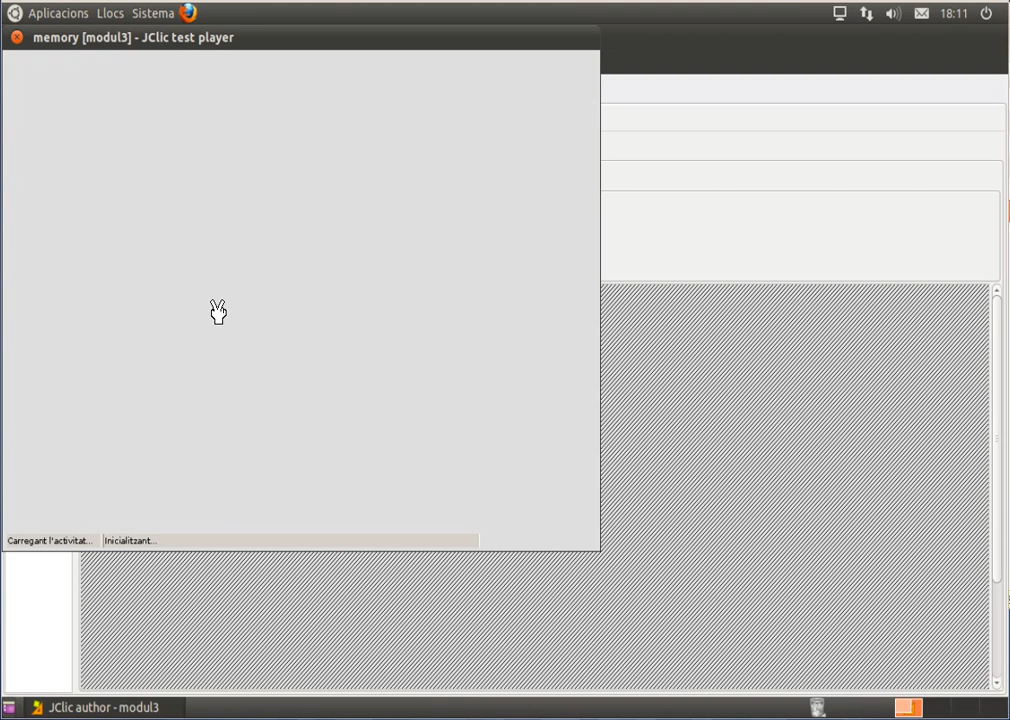 Aplicacions Llocs Sistema 18:11
memory [modul3] - JClic test player
Carregant l'activitat... Inicialitzant...
JClic author - modul3